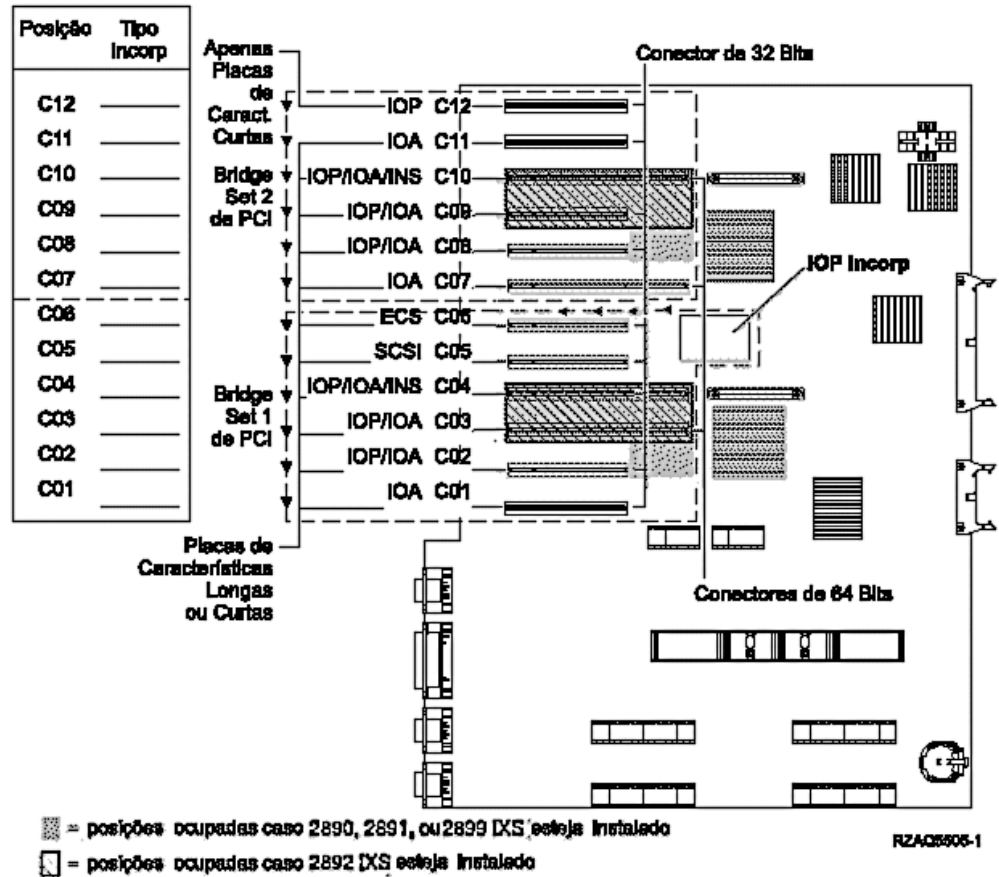 Posição Tipo Incorp
C12
C11
C10
C09
C08
C07
C06
C05
C04
C03
C02
C01
Apenas
Placas
de
Caract.
Curtas
Bridge
Set 2
de PCI
Bridge
Set 1
de PCI
Placas de
Características
Longas
ou Curtas
Conector de 32 Bits
IOP C12
IOA C11
IOP/IOA/INS C10
IOP/IOA C09
IOP/IOA C08
IOA C07
ECS C06
SCSI C05
IOP/IOA/INS C04
IOP/IOA C03
IOP/IOA C02
IOA C01
IOP Incorp
Conectores de 64 Bits
= posições ocupadas caso 2890, 2891, ou 2899 IXS esteja instalado
= posições ocupadas caso 2892 IXS esteja instalado
RZAQ5505-1